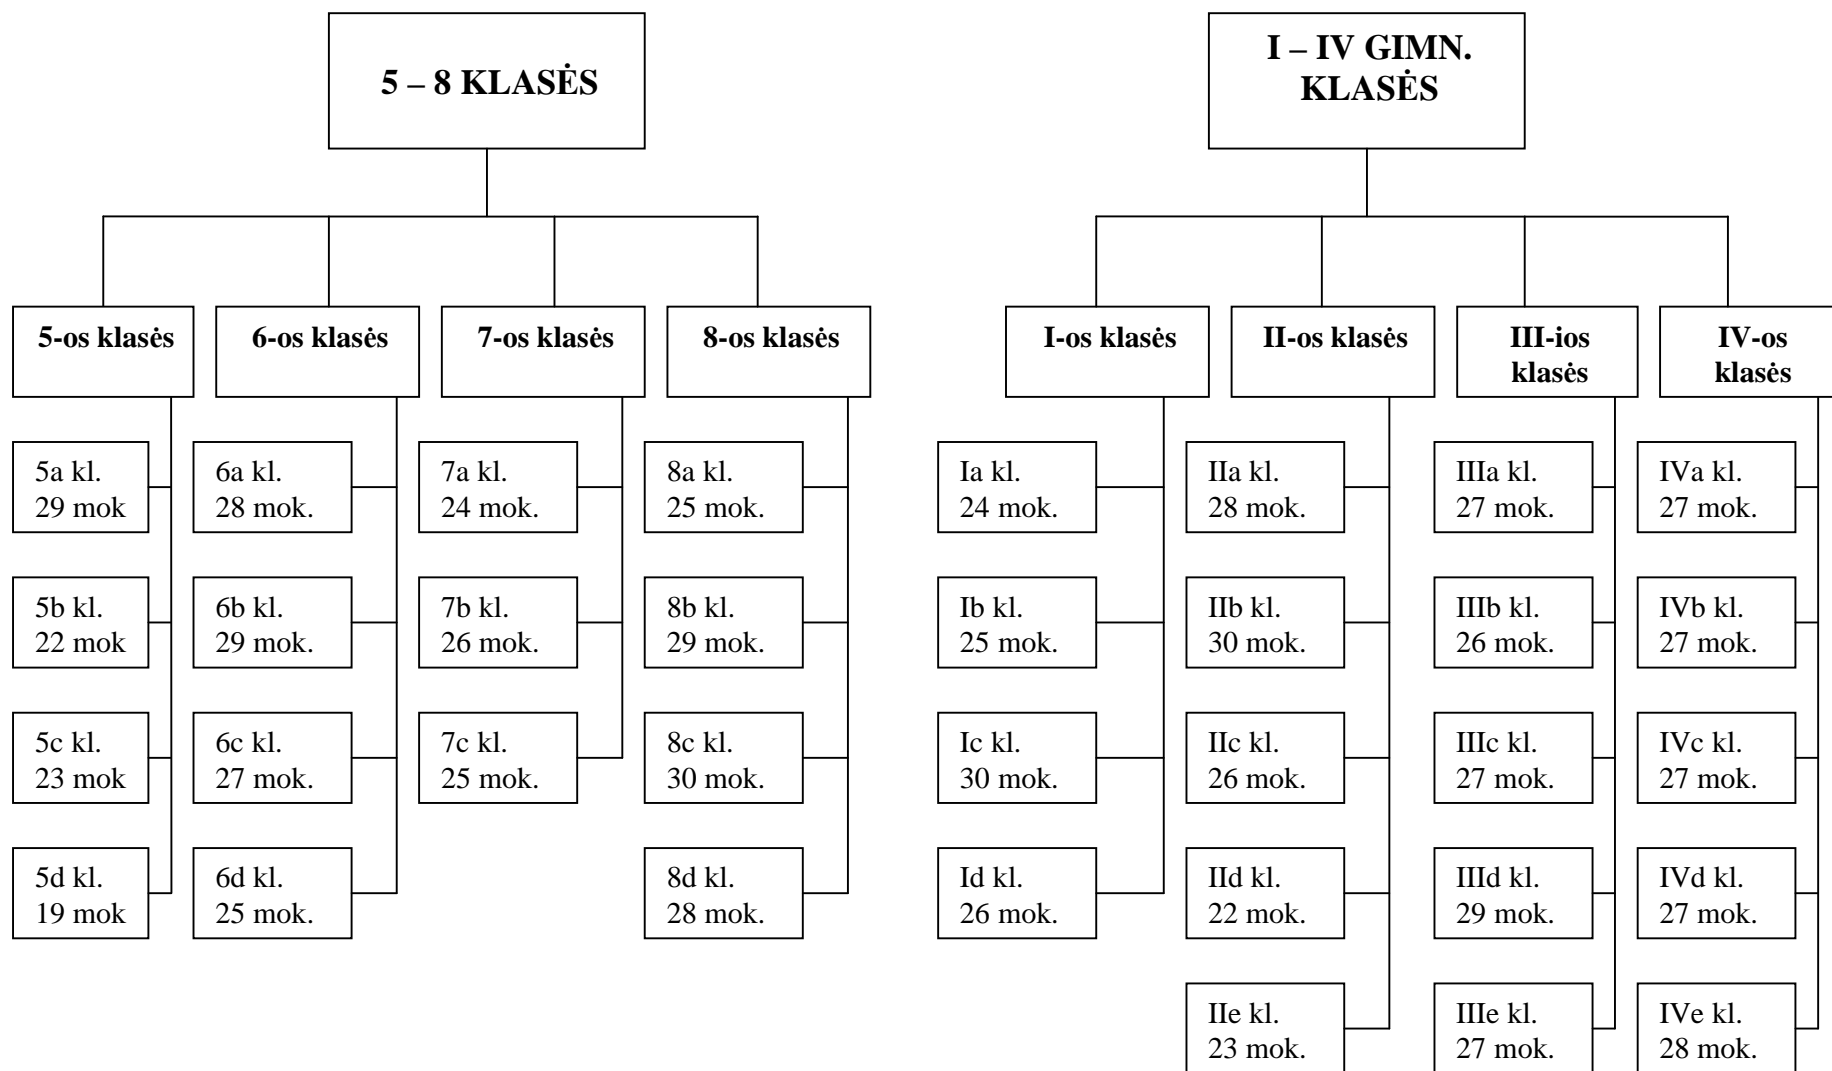 5 – 8 KLASĖS
I – IV GIMN.
KLASĖS
5-os klasės
6-os klasės
7-os klasės
8-os klasės
I-os klasės
II-os klasės
III-ios
klasės
IV-os
klasės
5a kl.
29 mok
6a kl.
28 mok.
7a kl.
24 mok.
8a kl.
25 mok.
Ia kl.
24 mok.
IIa kl.
28 mok.
IIIa kl.
27 mok.
IVa kl.
27 mok.
5b kl.
22 mok
6b kl.
29 mok.
7b kl.
26 mok.
8b kl.
29 mok.
Ib kl.
25 mok.
IIb kl.
30 mok.
IIIb kl.
26 mok.
IVb kl.
27 mok.
5c kl.
23 mok
6c kl.
27 mok.
7c kl.
25 mok.
8c kl.
30 mok.
Ic kl.
30 mok.
IIc kl.
26 mok.
IIIc kl.
27 mok.
IVc kl.
27 mok.
5d kl.
19 mok
6d kl.
25 mok.
8d kl.
28 mok.
Id kl.
26 mok.
IId kl.
22 mok.
IIId kl.
29 mok.
IVd kl.
27 mok.
IIe kl.
23 mok.
IIIe kl.
27 mok.
IVe kl.
28 mok.